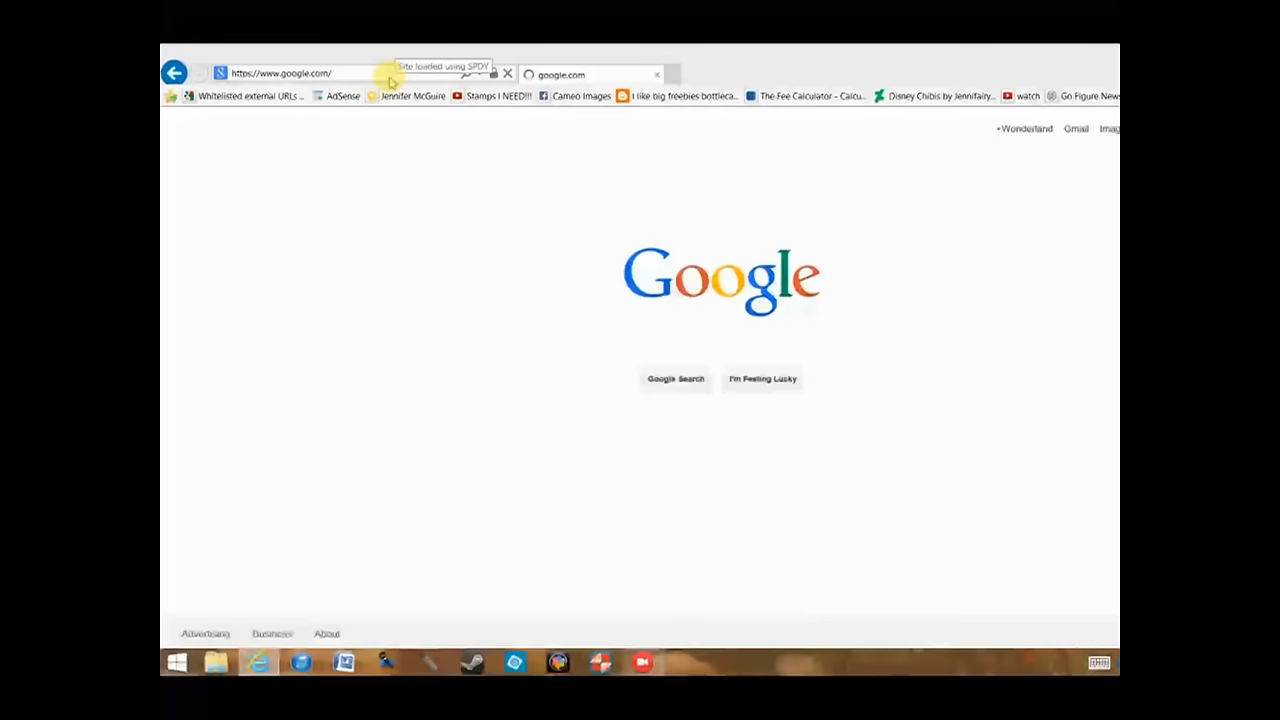 Site loaded using SPDY
https://www.google.com/
google.com
Whitelisted external URLs ...
AdSense
Jennifer McGuire
Stamps I NEED!!!
Cameo Images
I like big freebies bottleca...
The Fee Calculator - Calcu...
Disney Chibis by Jennifairy...
watch
Go Figure News
+Wonderland
Gmail
Imag
Google
Google Search
I'm Feeling Lucky
Advertising
Business
About